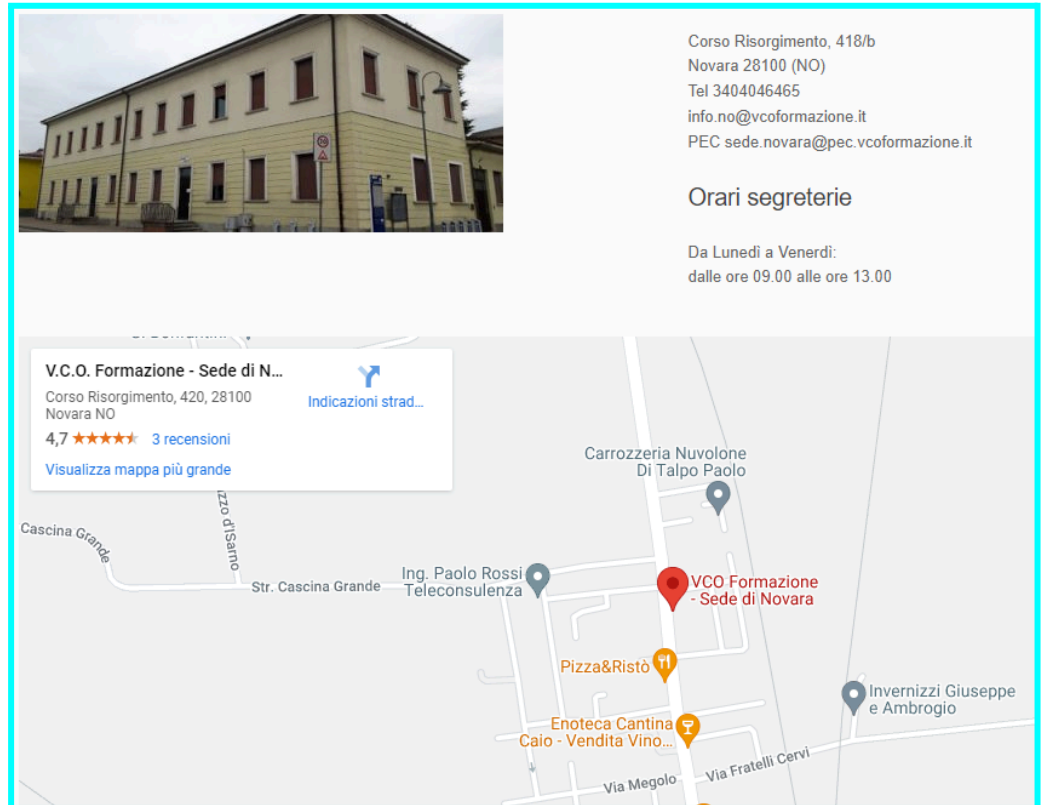 Corso Risorgimento, 418/b
Novara 28100 (NO)
Tel 3404046465
info.no@vcoformazione.it
PEC sede.novara@pec.vcoformazione.it
Orari segreterie
Da Lunedì a Venerdì:
dalle ore 09.00 alle ore 13.00
V.C.O. Formazione - Sede di N...
Corso Risorgimento, 420, 28100
Novara NO
Indicazioni strad...
4,7
3 recensioni
Visualizza mappa più grande
Carrozzeria Nuvolone
Di Talpo Paolo
Cascina Grande
Str. Cascina Grande
Ing. Paolo Rossi
Teleconsulenza
VCO Formazione
- Sede di Novara
Pizza&Ristò
Invernizzi Giuseppe
e Ambrogio
Enoteca Cantina
Caio - Vendita Vino...
Via Megolo
Via Fratelli Cervi